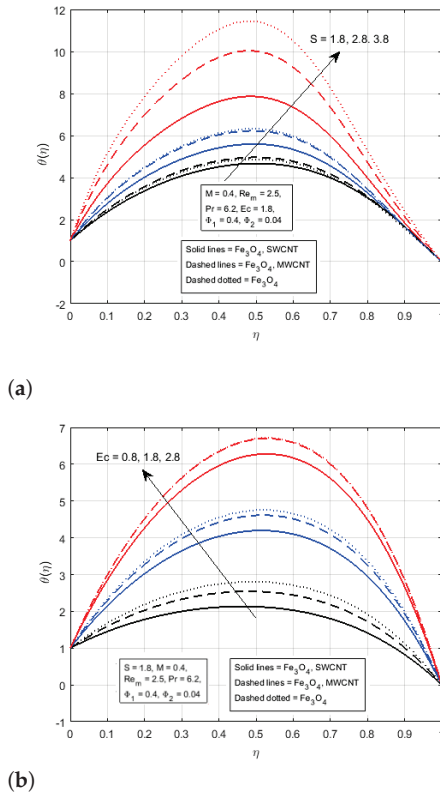 12
10
8
6
4
2
0
-2
θ(η)
S = 1.8, 2.8. 3.8
M = 0.4, Re_m = 2.5,
Pr = 6.2, Ec = 1.8,
Φ_1 = 0.4, Φ_2 = 0.04
Solid lines = Fe_3O_4, SWCNT
Dashed lines = Fe_3O_4, MWCNT
Dashed dotted = Fe_3O_4
0 0.1 0.2 0.3 0.4 0.5 0.6 0.7 0.8 0.9 1
η
(a)
7
6
5
4
3
2
1
0
-1
θ(η)
Ec = 0.8, 1.8, 2.8
S = 1.8, M = 0.4,
Re_m = 2.5, Pr = 6.2,
Φ_1 = 0.4, Φ_2 = 0.04
Solid lines = Fe_3O_4, SWCNT
Dashed lines = Fe_3O_4, MWCNT
Dashed dotted = Fe_3O_4
0 0.1 0.2 0.3 0.4 0.5 0.6 0.7 0.8 0.9 1
η
(b)